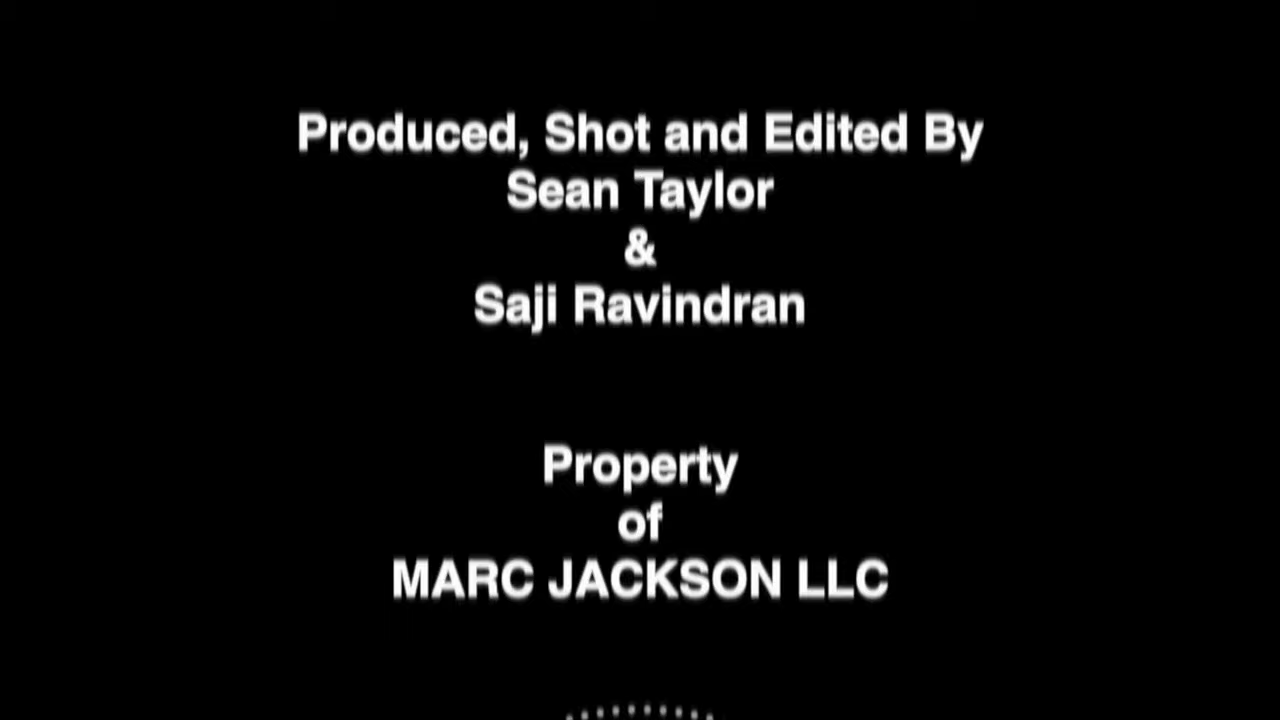 Produced, Shot and Edited By
Sean Taylor
&
Saji Ravindran
Property
of
MARC JACKSON LLC